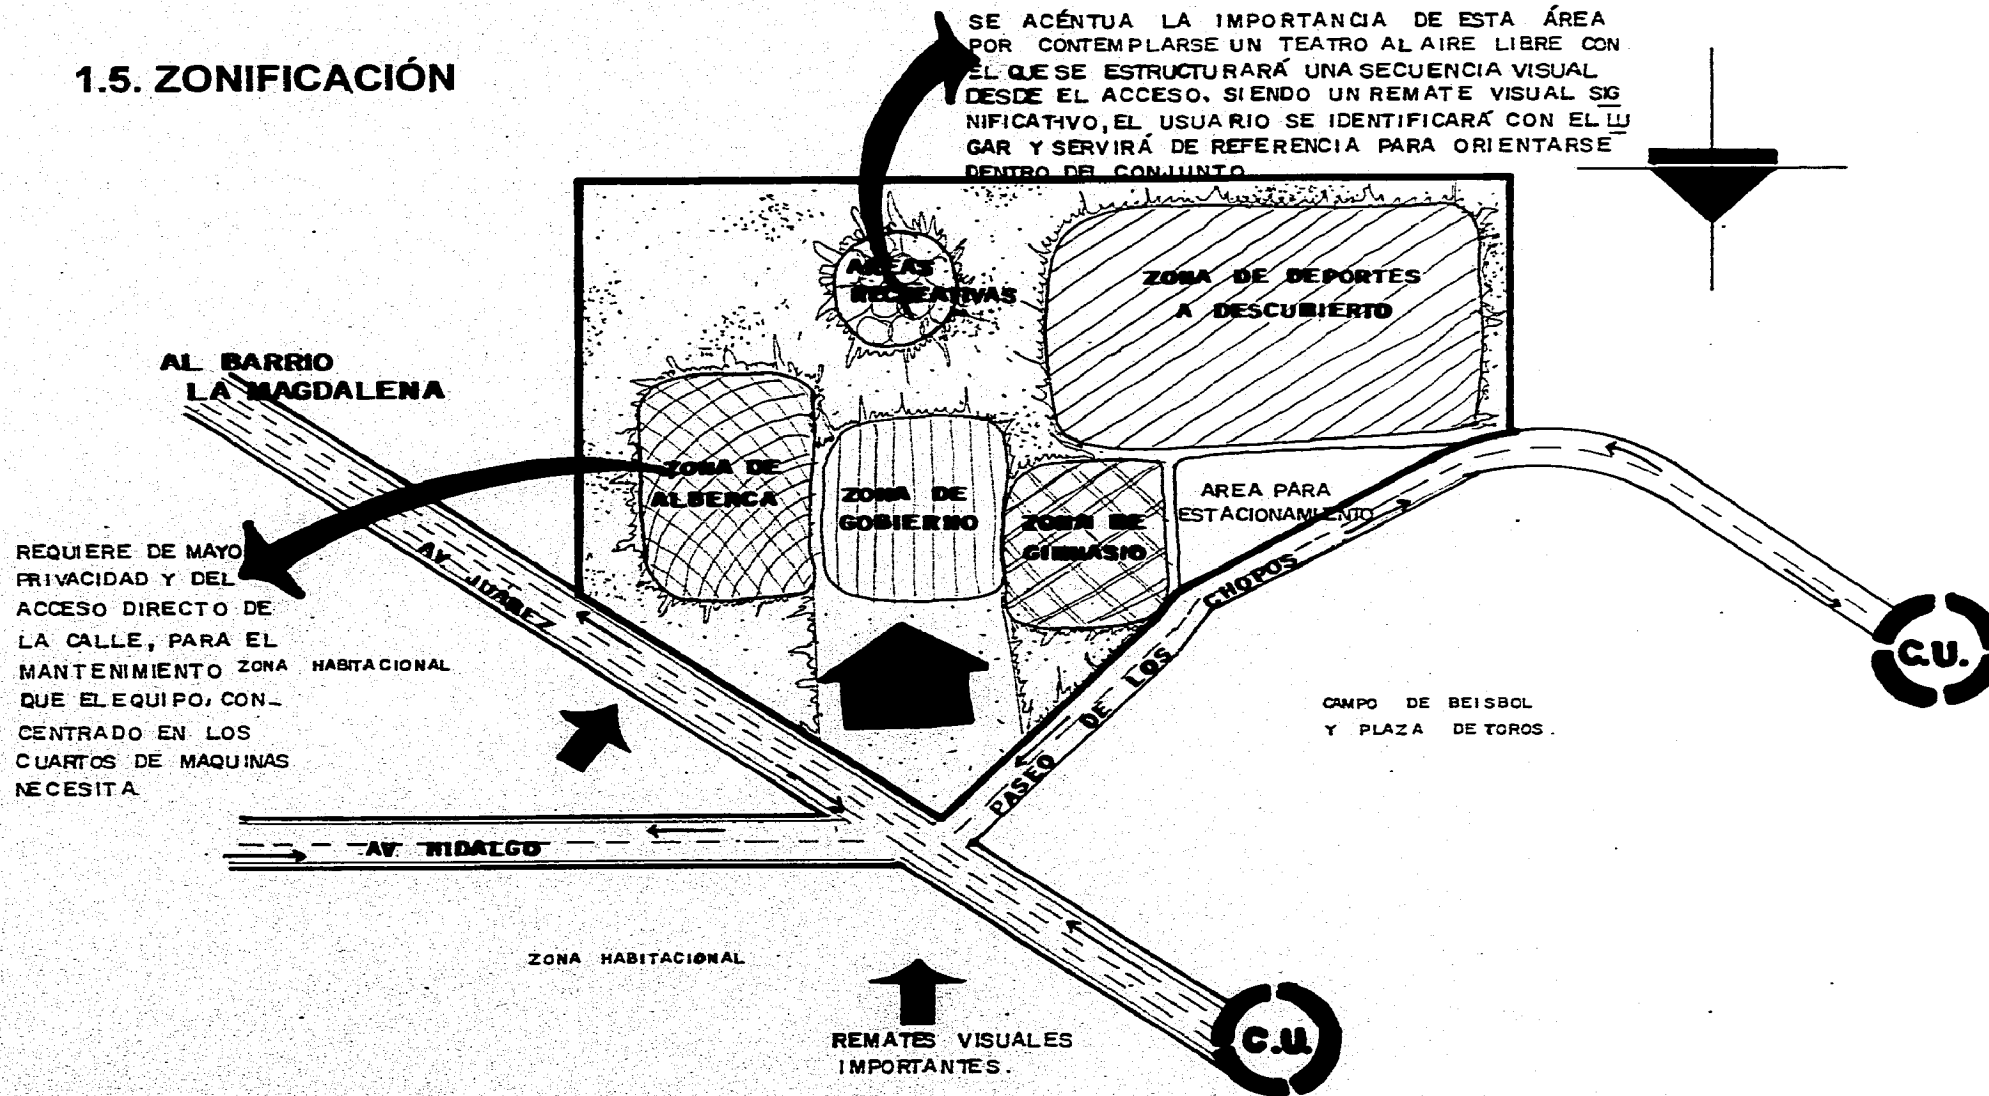 1.5. ZONIFICACIÓN
SE ACÉNTUA LA IMPORTANCIA DE ESTA ÁREA
POR CONTEMPLARSE UN TEATRO AL AIRE LIBRE CON
EL QUE SE ESTRUCTURARÁ UNA SECUENCIA VISUAL
DESDE EL ACCESO. SIENDO UN REMATE VISUAL SIG
NIFICATIVO, EL USUARIO SE IDENTIFICARÁ CON EL LU
GAR Y SERVIRÁ DE REFERENCIA PARA ORIENTARSE
DENTRO DEL CONJUNTO
AREAS
RECREATIVAS
ZONA DE DEPORTES
A DESCUBIERTO
AL BARRIO
LA MAGDALENA
ZONA DE
ALBERCA
ZONA DE
GOBIERNO
ZONA DE
GIMNASIO
AREA PARA
ESTACIONAMIENTO
AV. JUÁREZ
PASEO DE LOS CHOPOS
REQUIERE DE MAYO
PRIVACIDAD Y DEL
ACCESO DIRECTO DE
LA CALLE, PARA EL
MANTENIMIENTO
QUE EL EQUIPO, CON-
CENTRADO EN LOS
CUARTOS DE MAQUINAS
NECESITA
ZONA HABITACIONAL
C.U.
CAMPO DE BEISBOL
Y PLAZA DE TOROS.
AV. HIDALGO
ZONA HABITACIONAL
REMATES VISUALES
IMPORTANTES.
C.U.